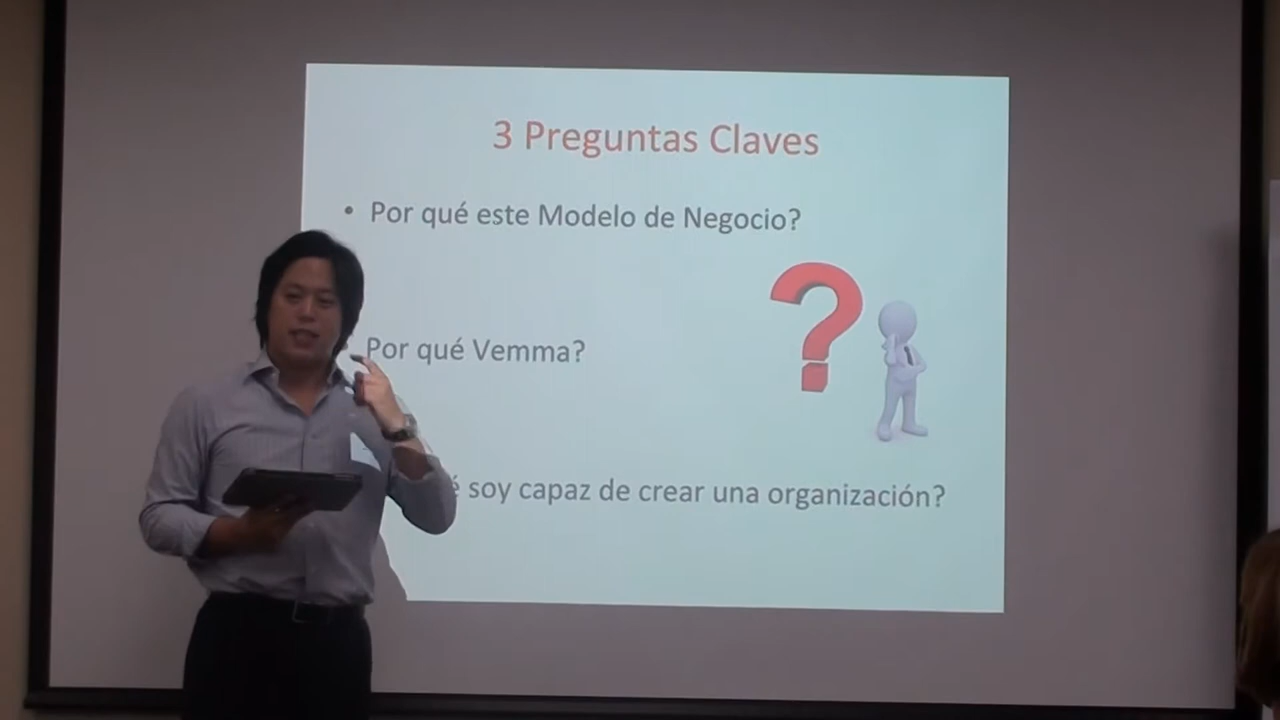 3 Preguntas Claves
• Por qué este Modelo de Negocio?
Por qué Vemma?
é soy capaz de crear una organización?